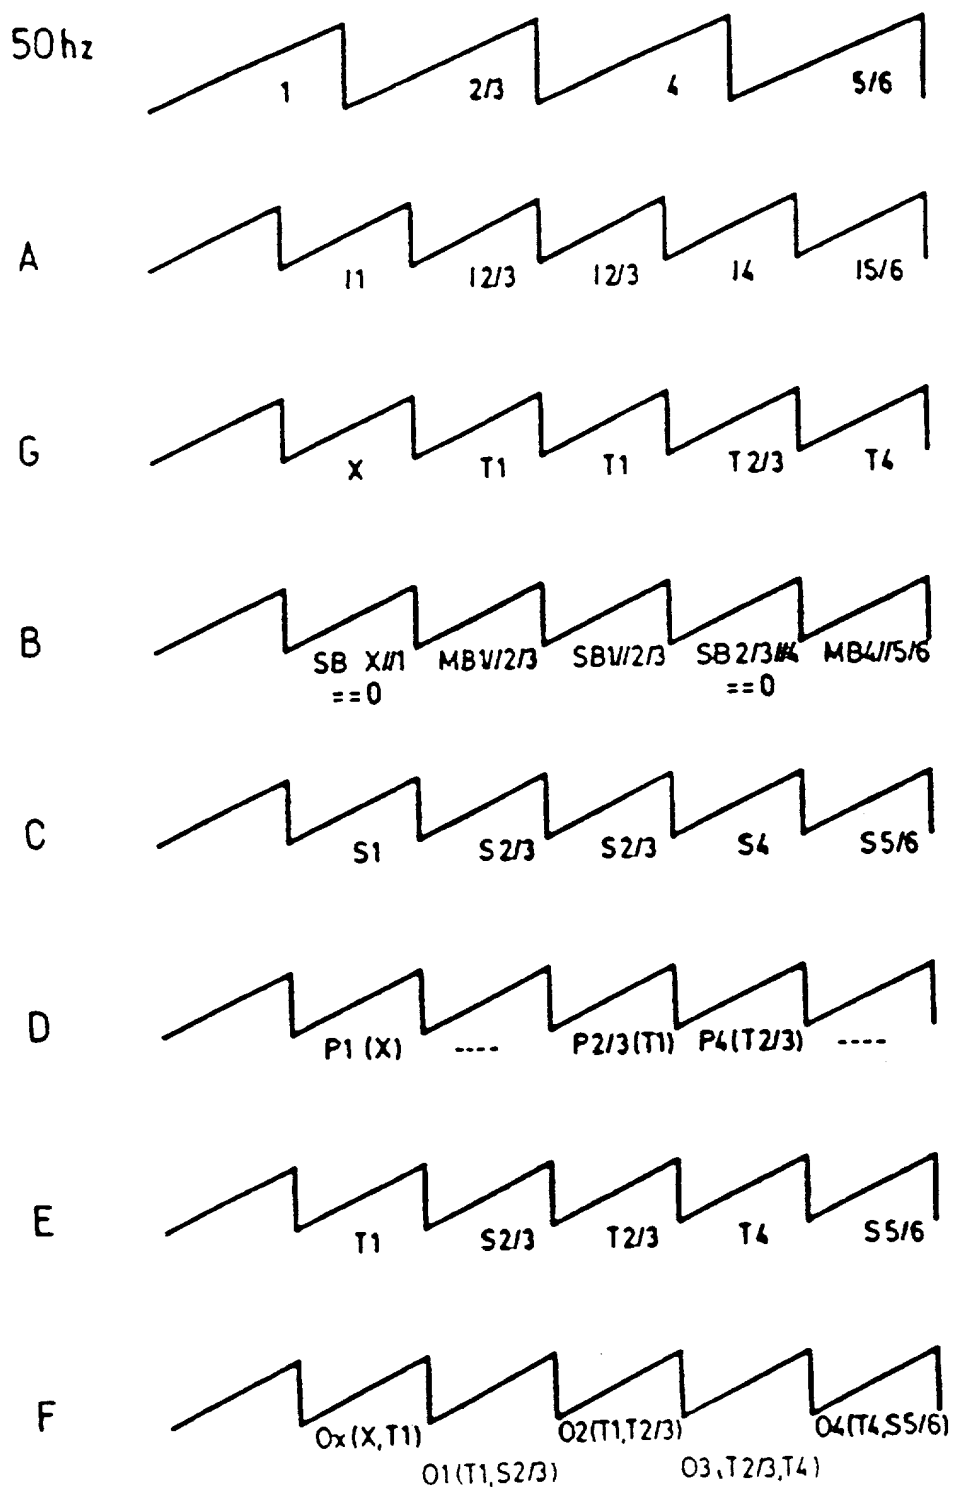 50hz 1 2/3 4 5/6
A I1 I2/3 I2/3 I4 I5/6
G X T1 T1 T2/3 T4
B SB X//1 MB1//2/3 SB1//2/3 SB2/3//4 MB4//5/6
==0 ==0
C S1 S2/3 S2/3 S4 S5/6
D P1 (X) ---- P2/3(T1) P4(T2/3) ----
E T1 S2/3 T2/3 T4 S5/6
F Ox(X,T1) O2(T1,T2/3) O4(T4,S5/6)
O1(T1,S2/3) O3(T2/3,T4)